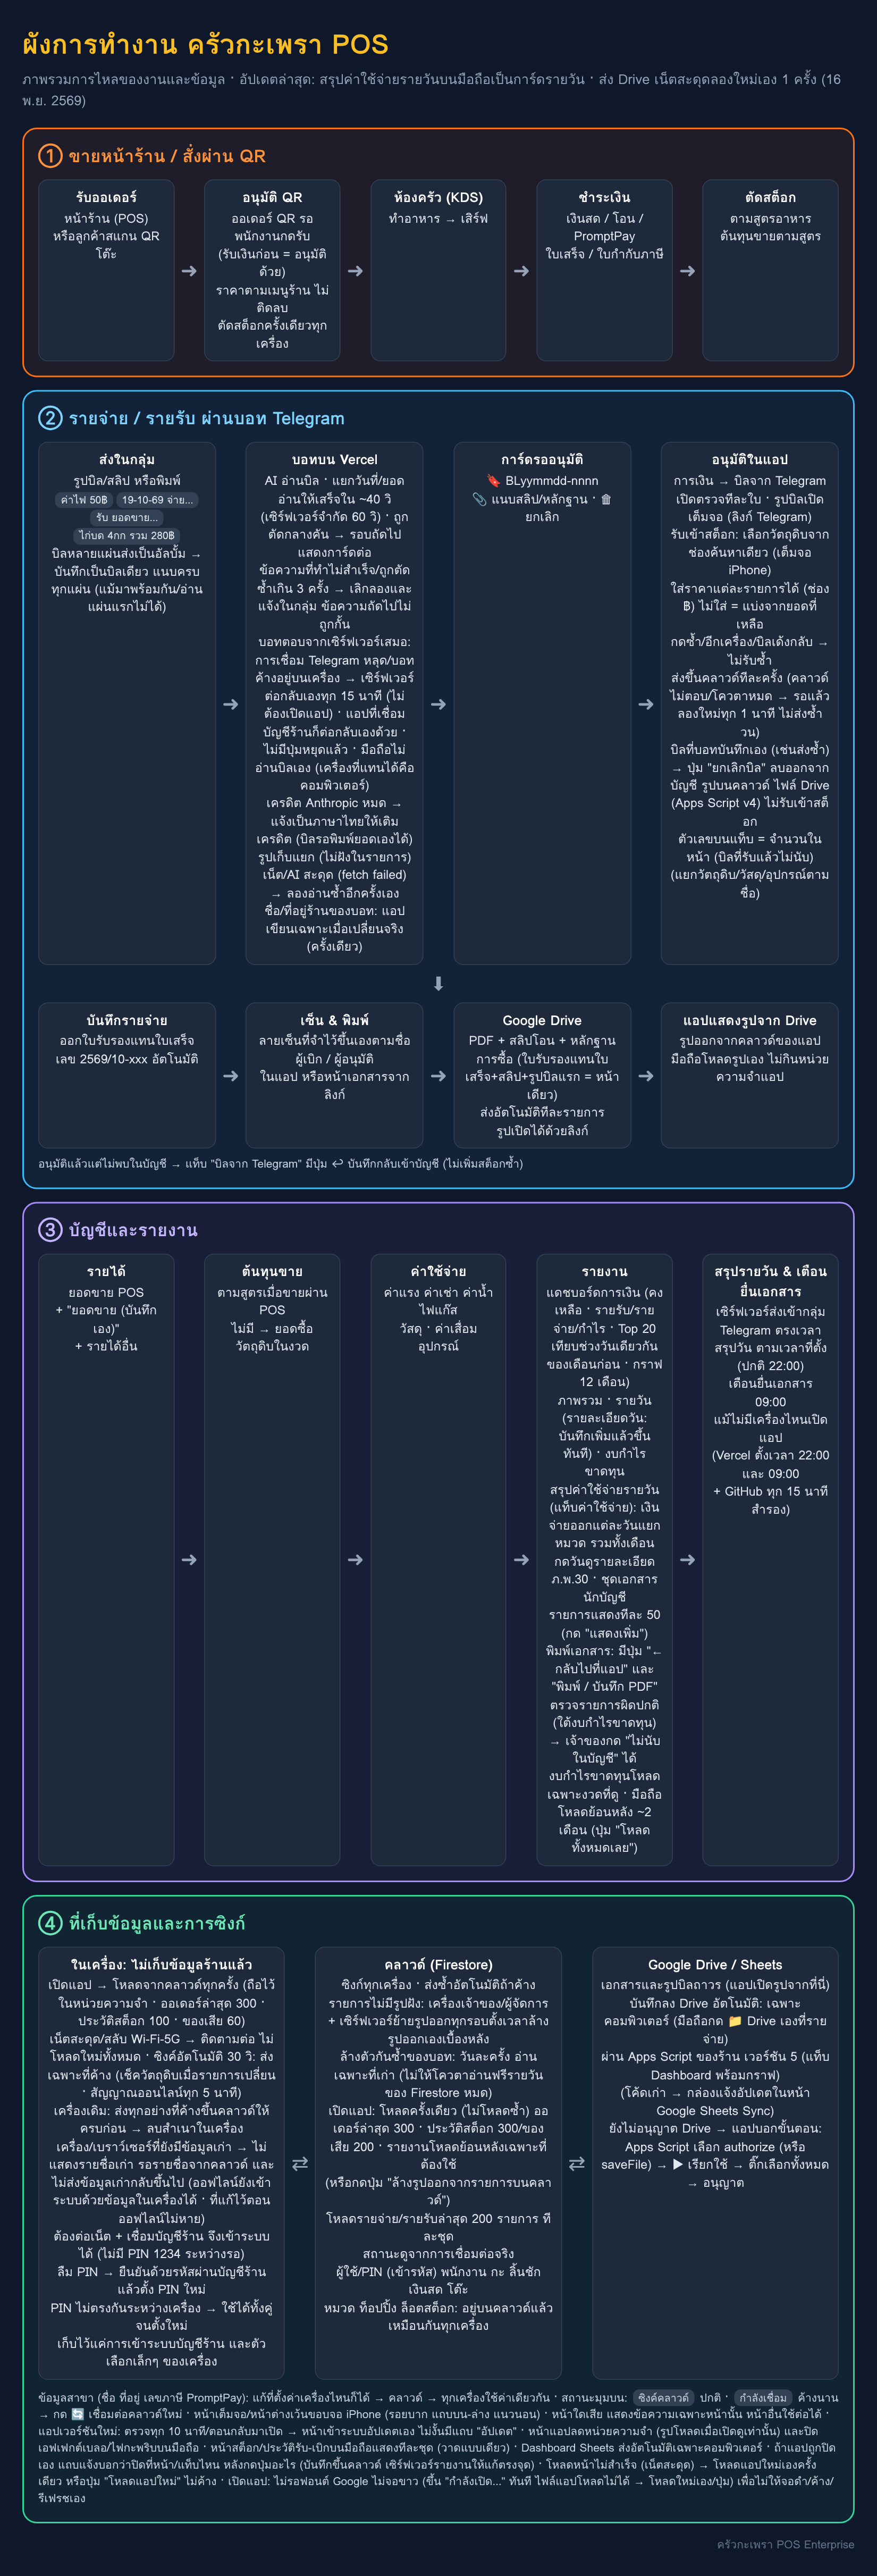 ผังการทำงาน ครัวกะเพรา POS
ภาพรวมการไหลของงานและข้อมูล · อัปเดตล่าสุด: สรุปค่าใช้จ่ายรายวันบนมือถือเป็นการ์ดรายวัน · ส่ง Drive เน็ตสะดุดลองใหม่เอง 1 ครั้ง (16
พ.ย. 2569)
① ขายหน้าร้าน / สั่งผ่าน QR
รับออเดอร์
หน้าร้าน (POS)
หรือลูกค้าสแกน QR
โต๊ะ
➜
อนุมัติ QR
ออเดอร์ QR รอ
พนักงานกดรับ
(รับเงินก่อน = อนุมัติ
ด้วย)
ราคาตามเมนูร้าน ไม่
ติดลบ
ตัดสต็อกครั้งเดียวทุก
เครื่อง
➜
ห้องครัว (KDS)
ทำอาหาร → เสิร์ฟ
➜
ชำระเงิน
เงินสด / โอน /
PromptPay
ใบเสร็จ / ใบกำกับภาษี
➜
ตัดสต็อก
ตามสูตรอาหาร
ต้นทุนขายตามสูตร
② รายจ่าย / รายรับ ผ่านบอท Telegram
ส่งในกลุ่ม
รูปบิล/สลิป หรือพิมพ์
ค่าไฟ 50฿ 19-10-69 จ่าย...
รับ ยอดขาย...
ไก่บด 4กก รวม 280฿
บิลหลายแผ่นส่งเป็นอัลบั้ม →
บันทึกเป็นบิลเดียว แนบครบ
ทุกแผ่น (แม้มาพร้อมกัน/อ่าน
แผ่นแรกไม่ได้)
➜
บอทบน Vercel
AI อ่านบิล · แยกวันที่/ยอด
อ่านให้เสร็จใน ~40 วิ
(เซิร์ฟเวอร์จำกัด 60 วิ) · ถูก
ตัดกลางคัน → รอบถัดไป
แสดงการ์ดต่อ
ข้อความที่ทำไม่สำเร็จ/ถูกตัด
ซ้ำเกิน 3 ครั้ง → เลิกลองและ
แจ้งในกลุ่ม ข้อความถัดไปไม่
ถูกกั้น
บอทตอบจากเซิร์ฟเวอร์เสมอ:
การเชื่อม Telegram หลุด/บอท
ค้างอยู่บนเครื่อง → เซิร์ฟเวอร์
ต่อกลับเองทุก 15 นาที (ไม่
ต้องเปิดแอป) · แอปที่เชื่อม
บัญชีร้านก็ต่อกลับเองด้วย ·
ไม่มีปุ่มหยุดแล้ว · มือถือไม่
อ่านบิลเอง (เครื่องที่แทนได้คือ
คอมพิวเตอร์)
เครดิต Anthropic หมด →
แจ้งเป็นภาษาไทยให้เติม
เครดิต (บิลรอพิมพ์ยอดเองได้)
รูปเก็บแยก (ไม่ฝังในรายการ)
เน็ต/AI สะดุด (fetch failed)
→ ลองอ่านซ้ำอีกครั้งเอง
ชื่อ/ที่อยู่ร้านของบอท: แอป
เขียนเฉพาะเมื่อเปลี่ยนจริง
(ครั้งเดียว)
➜
การ์ดรออนุมัติ
🔖 BLyymmdd-nnnn
📎 แนบสลิป/หลักฐาน · 🗑
ยกเลิก
➜
อนุมัติในแอป
การเงิน → บิลจาก Telegram
เปิดตรวจทีละใบ · รูปบิลเปิด
เต็มจอ (ลิงก์ Telegram)
รับเข้าสต็อก: เลือกวัตถุดิบจาก
ช่องค้นหาเดียว (เต็มจอ
iPhone)
ใส่ราคาแต่ละรายการได้ (ช่อง
฿) ไม่ใส่ = แบ่งจากยอดที่
เหลือ
กดซ้ำ/อีกเครื่อง/บิลเด้งกลับ →
ไม่รับซ้ำ
ส่งขึ้นคลาวด์ทีละครั้ง (คลาวด์
ไม่ตอบ/โควตาหมด → รอแล้ว
ลองใหม่ทุก 1 นาที ไม่ส่งซ้ำ
วน)
บิลที่บอทบันทึกเอง (เช่นส่งซ้ำ)
→ ปุ่ม "ยกเลิกบิล" ลบออกจาก
บัญชี รูปบนคลาวด์ ไฟล์ Drive
(Apps Script v4) ไม่รับเข้าสต็
อก
ตัวเลขบนแท็บ = จำนวนใน
หน้า (บิลที่รับแล้วไม่นับ)
(แยกวัตถุดิบ/วัสดุ/อุปกรณ์ตาม
ชื่อ)
⬇
บันทึกรายจ่าย
ออกใบรับรองแทนใบเสร็จ
เลข 2569/10-xxx อัตโนมัติ
➜
เซ็น & พิมพ์
ลายเซ็นที่จำไว้ขึ้นเองตามชื่อ
ผู้เบิก / ผู้อนุมัติ
ในแอป หรือหน้าเอกสารจาก
ลิงก์
➜
Google Drive
PDF + สลิปโอน + หลักฐาน
การซื้อ (ใบรับรองแทนใบ
เสร็จ+สลิป+รูปบิลแรก = หน้า
เดียว)
ส่งอัตโนมัติทีละรายการ
รูปเปิดได้ด้วยลิงก์
➜
แอปแสดงรูปจาก Drive
รูปออกจากคลาวด์ของแอป
มือถือโหลดรูปเอง ไม่กินหน่วย
ความจำแอป
อนุมัติแล้วแต่ไม่พบในบัญชี → แท็บ "บิลจาก Telegram" มีปุ่ม ↩ บันทึกกลับเข้าบัญชี (ไม่เพิ่มสต็อกซ้ำ)
③ บัญชีและรายงาน
รายได้
ยอดขาย POS
+ "ยอดขาย (บันทึก
เอง)"
+ รายได้อื่น
➜
ต้นทุนขาย
ตามสูตรเมื่อขายผ่าน
POS
ไม่มี → ยอดซื้อ
วัตถุดิบในงวด
➜
ค่าใช้จ่าย
ค่าแรง ค่าเช่า ค่าน้ำ
ไฟแก๊ส
วัสดุ · ค่าเสื่อม
อุปกรณ์
➜
รายงาน
แดชบอร์ดการเงิน (คง
เหลือ · รายรับ/ราย
จ่าย/กำไร · Top 20
เทียบช่วงวันเดียวกัน
ของเดือนก่อน · กราฟ
12 เดือน)
ภาพรวม · รายวัน
(รายละเอียดวัน:
บันทึกเพิ่มแล้วขึ้น
ทันที) · งบกำไร
ขาดทุน
สรุปค่าใช้จ่ายรายวัน
(แท็บค่าใช้จ่าย): เงิน
จ่ายออกแต่ละวันแยก
หมวด รวมทั้งเดือน
กดวันดูรายละเอียด
ภ.พ.30 · ชุดเอกสาร
นักบัญชี
รายการแสดงทีละ 50
(กด "แสดงเพิ่ม")
พิมพ์เอกสาร: มีปุ่ม "←
กลับไปที่แอป" และ
"พิมพ์ / บันทึก PDF"
ตรวจรายการผิดปกติ
(ใต้งบกำไรขาดทุน)
→ เจ้าของกด "ไม่นับ
ในบัญชี" ได้
งบกำไรขาดทุนโหลด
เฉพาะงวดที่ดู · มือถือ
โหลดย้อนหลัง ~2
เดือน (ปุ่ม "โหลด
ทั้งหมดเลย")
➜
สรุปรายวัน & เตือน
ยื่นเอกสาร
เซิร์ฟเวอร์ส่งเข้ากลุ่ม
Telegram ตรงเวลา
สรุปวัน ตามเวลาที่ตั้ง
(ปกติ 22:00)
เตือนยื่นเอกสาร
09:00
แม้ไม่มีเครื่องไหนเปิด
แอป
(Vercel ตั้งเวลา 22:00
และ 09:00
+ GitHub ทุก 15 นาที
สำรอง)
④ ที่เก็บข้อมูลและการซิงก์
ในเครื่อง: ไม่เก็บข้อมูลร้านแล้ว
เปิดแอป → โหลดจากคลาวด์ทุกครั้ง (ถือไว้
ในหน่วยความจำ · ออเดอร์ล่าสุด 300 ·
ประวัติสต็อก 100 · ของเสีย 60)
เน็ตสะดุด/สลับ Wi-Fi-5G → ติดตามต่อ ไม่
โหลดใหม่ทั้งหมด · ซิงค์อัตโนมัติ 30 วิ: ส่ง
เฉพาะที่ค้าง (เช็ควัตถุดิบเมื่อรายการเปลี่ยน
· สัญญาณออนไลน์ทุก 5 นาที)
เครื่องเดิม: ส่งทุกอย่างที่ค้างขึ้นคลาวด์ให้
ครบก่อน → ลบสำเนาในเครื่อง
เครื่อง/เบราว์เซอร์ที่ยังมีข้อมูลเก่า → ไม่
แสดงรายชื่อเก่า รอรายชื่อจากคลาวด์ และ
ไม่ส่งข้อมูลเก่ากลับขึ้นไป (ออฟไลน์ยังเข้า
ระบบด้วยข้อมูลในเครื่องได้ · ที่แก้ไว้ตอน
ออฟไลน์ไม่หาย)
ต้องต่อเน็ต + เชื่อมบัญชีร้าน จึงเข้าระบบ
ได้ (ไม่มี PIN 1234 ระหว่างรอ)
ลืม PIN → ยืนยันด้วยรหัสผ่านบัญชีร้าน
แล้วตั้ง PIN ใหม่
PIN ไม่ตรงกันระหว่างเครื่อง → ใช้ได้ทั้งคู่
จนตั้งใหม่
เก็บไว้แค่การเข้าระบบบัญชีร้าน และตัว
เลือกเล็กๆ ของเครื่อง
⇄
คลาวด์ (Firestore)
ซิงก์ทุกเครื่อง · ส่งซ้ำอัตโนมัติถ้าค้าง
รายการไม่มีรูปฝัง: เครื่องเจ้าของ/ผู้จัดการ
+ เซิร์ฟเวอร์ย้ายรูปออกทุกรอบตั้งเวลาล้าง
รูปออกเองเบื้องหลัง
ล้างตัวกันซ้ำของบอท: วันละครั้ง อ่าน
เฉพาะที่เก่า (ไม่ให้โควตาอ่านฟรีรายวัน
ของ Firestore หมด)
เปิดแอป: โหลดครั้งเดียว (ไม่โหลดซ้ำ) ออ
เดอร์ล่าสุด 300 · ประวัติสต็อก 300/ของ
เสีย 200 · รายงานโหลดย้อนหลังเฉพาะที่
ต้องใช้
(หรือกดปุ่ม "ล้างรูปออกจากรายการบนคลา
วด์")
โหลดรายจ่าย/รายรับล่าสุด 200 รายการ ที
ละชุด
สถานะดูจากการเชื่อมต่อจริง
ผู้ใช้/PIN (เข้ารหัส) พนักงาน กะ ลิ้นชัก
เงินสด โต๊ะ
หมวด ท็อปปิ้ง ล็อตสต็อก: อยู่บนคลาวด์แล้ว
เหมือนกันทุกเครื่อง
⇄
Google Drive / Sheets
เอกสารและรูปบิลถาวร (แอปเปิดรูปจากที่นี่)
บันทึกลง Drive อัตโนมัติ: เฉพาะ
คอมพิวเตอร์ (มือถือกด 📁 Drive เองที่ราย
จ่าย)
ผ่าน Apps Script ของร้าน เวอร์ชัน 5 (แท็บ
Dashboard พร้อมกราฟ)
(โค้ดเก่า → กล่องแจ้งอัปเดตในหน้า
Google Sheets Sync)
ยังไม่อนุญาต Drive → แอปบอกขั้นตอน:
Apps Script เลือก authorize (หรือ
saveFile) → ▶ เรียกใช้ → ติ๊กเลือกทั้งหมด
→ อนุญาต
ข้อมูลสาขา (ชื่อ ที่อยู่ เลขภาษี PromptPay): แก้ที่ตั้งค่าเครื่องไหนก็ได้ → คลาวด์ → ทุกเครื่องใช้ค่าเดียวกัน · สถานะมุมบน: ซิงค์คลาวด์ ปกติ · กำลังเชื่อม ค้างนาน
→ กด 🔄 เชื่อมต่อคลาวด์ใหม่ · หน้าเต็มจอ/หน้าต่างเว้นขอบจอ iPhone (รอยบาก แถบบน-ล่าง แนวนอน) · หน้าใดเสีย แสดงข้อความเฉพาะหน้านั้น หน้าอื่นใช้ต่อได้ ·
แอปเวอร์ชันใหม่: ตรวจทุก 10 นาที/ตอนกลับมาเปิด → หน้าเข้าระบบอัปเดตเอง ไม่งั้นมีแถบ "อัปเดต" · หน้าแอปลดหน่วยความจำ (รูปโหลดเมื่อเปิดดูเท่านั้น) และปิด
เอฟเฟกต์เบลอ/ไฟกะพริบบนมือถือ · หน้าสต็อก/ประวัติรับ-เบิกบนมือถือแสดงทีละชุด (วาดแบบเดียว) · Dashboard Sheets ส่งอัตโนมัติเฉพาะคอมพิวเตอร์ · ถ้าแอปถูกปิด
เอง แถบแจ้งบอกว่าปิดที่หน้า/แท็บไหน หลังกดปุ่มอะไร (บันทึกขึ้นคลาวด์ เซิร์ฟเวอร์รายงานให้แก้ตรงจุด) · โหลดหน้าไม่สำเร็จ (เน็ตสะดุด) → โหลดแอปใหม่เองครั้ง
เดียว หรือปุ่ม "โหลดแอปใหม่" ไม่ค้าง · เปิดแอป: ไม่รอฟอนต์ Google ไม่จอขาว (ขึ้น "กำลังเปิด..." ทันที ไฟล์แอปโหลดไม่ได้ → โหลดใหม่เอง/ปุ่ม) เพื่อไม่ให้จอดำ/ค้าง/
รีเฟรชเอง
ครัวกะเพรา POS Enterprise